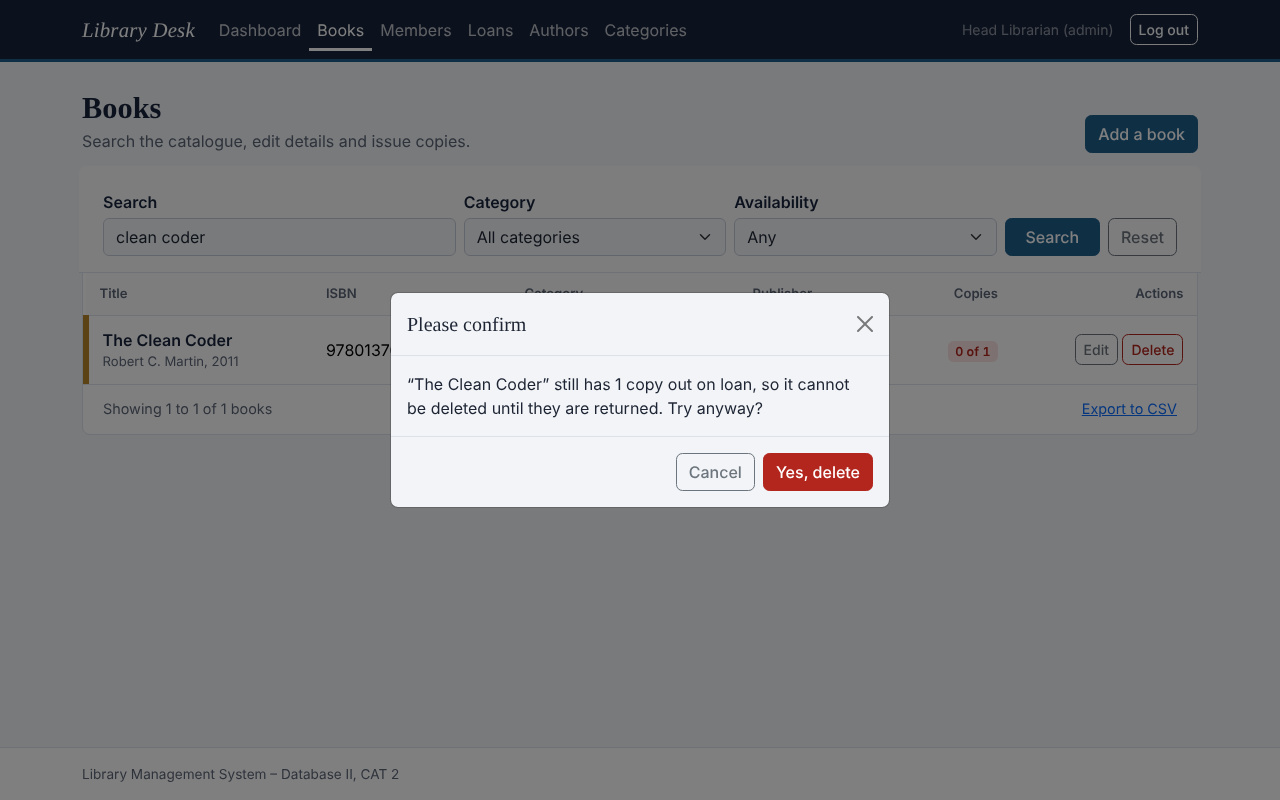 Library Desk Dashboard Books Members Loans Authors Categories Head Librarian (admin) Log out
Books
Search the catalogue, edit details and issue copies.
Add a book
Search Category Availability
clean coder All categories Any Search Reset
Title ISBN Category Publisher Copies Actions
The Clean Coder
Robert C. Martin, 2011
0 of 1 Edit Delete
Showing 1 to 1 of 1 books Export to CSV
Please confirm
“The Clean Coder” still has 1 copy out on loan, so it cannot
be deleted until they are returned. Try anyway?
Cancel Yes, delete
Library Management System – Database II, CAT 2